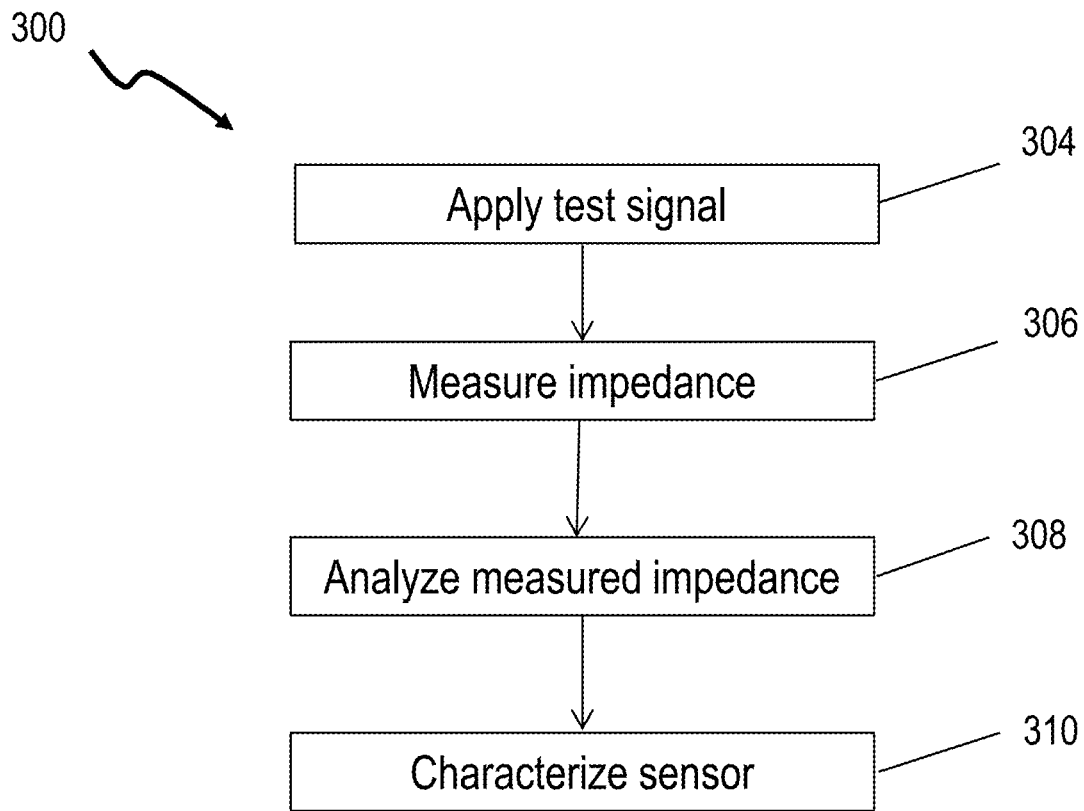 300
304
Apply test signal
306
Measure impedance
308
Analyze measured impedance
310
Characterize sensor